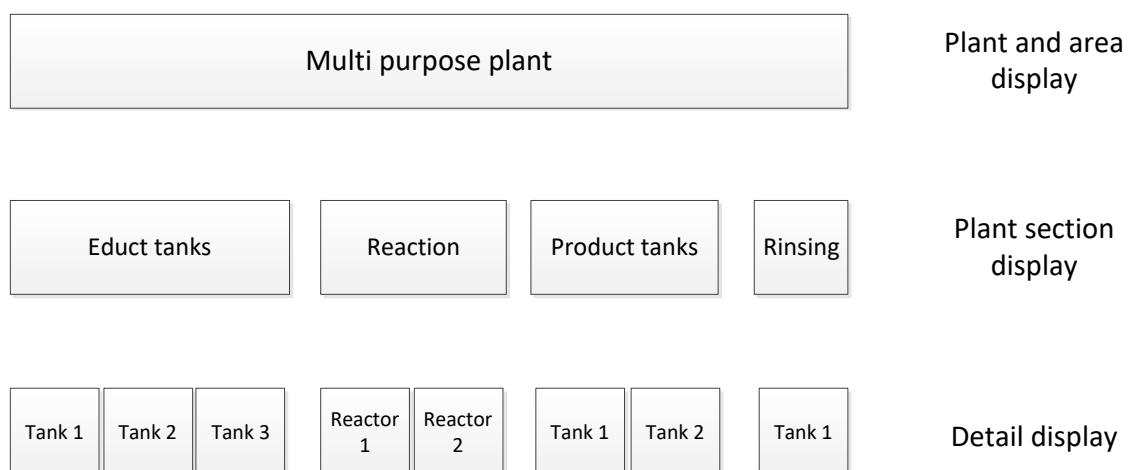 Multi purpose plant
Plant and area
display
Educt tanks
Reaction
Product tanks
Rinsing
Plant section
display
Tank 1
Tank 2
Tank 3
Reactor
1
Reactor
2
Tank 1
Tank 2
Tank 1
Detail display